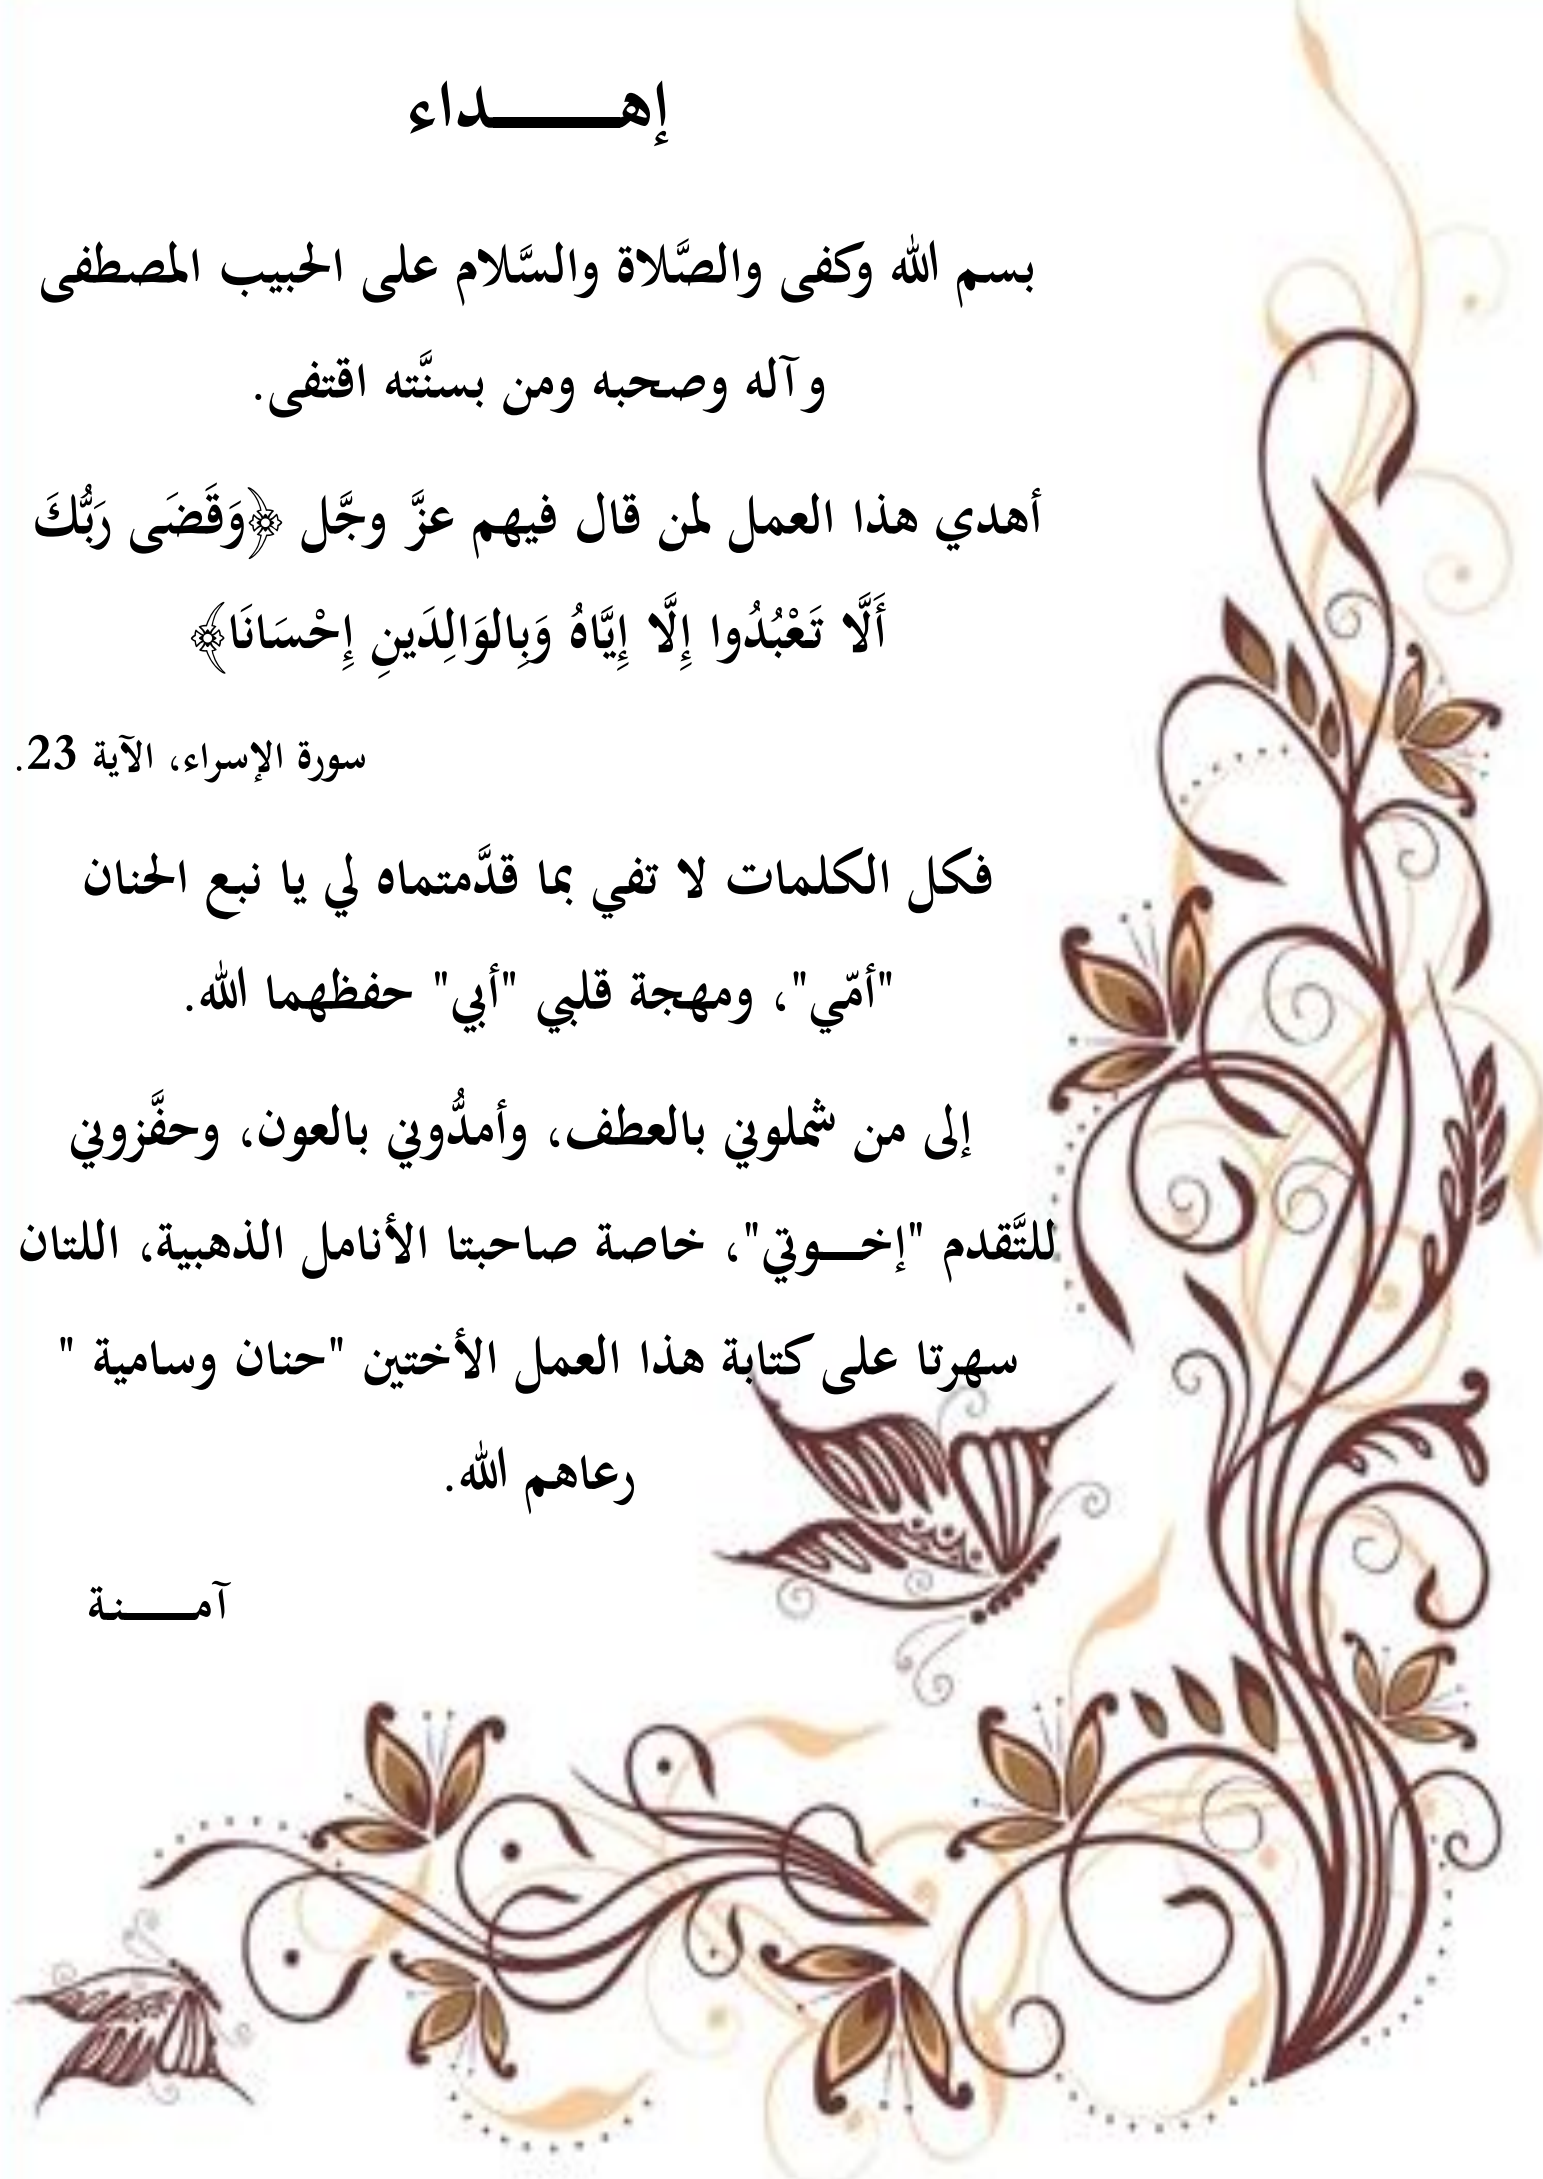 إهـــــــداء
بسم الله وكفى والصَّلاة والسَّلام على الحبيب المصطفى
وآله وصحبه ومن بسنَّته اقتفى.
أهدي هذا العمل لمن قال فيهم عزَّ وجَّل ﴿وَقَضَى رَبُّكَ
أَلَّا تَعْبُدُوا إِلَّا إِيَّاهُ وَبِالوَالِدَينِ إِحْسَانَا﴾
سورة الإسراء، الآية 23.
فكل الكلمات لا تفي بما قدَّمتماه لي يا نبع الحنان
"أمّي"، ومهجة قلبي "أبي" حفظهما الله.
إلى من شملوني بالعطف، وأمدُّوني بالعون، وحفَّزوني
للتَّقدم "إخـــوتي"، خاصة صاحبتا الأنامل الذهبية، اللتان
سهرتا على كتابة هذا العمل الأختين "حنان وسامية "
رعاهم الله.
آمـــــنة